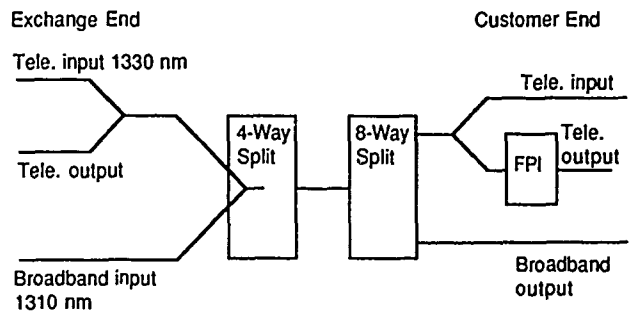 Exchange End
Customer End
Tele. input 1330 nm
Tele. input
4-Way
Split
8-Way
Split
FPI
Tele.
output
Tele. output
Broadband input
1310 nm
Broadband
output